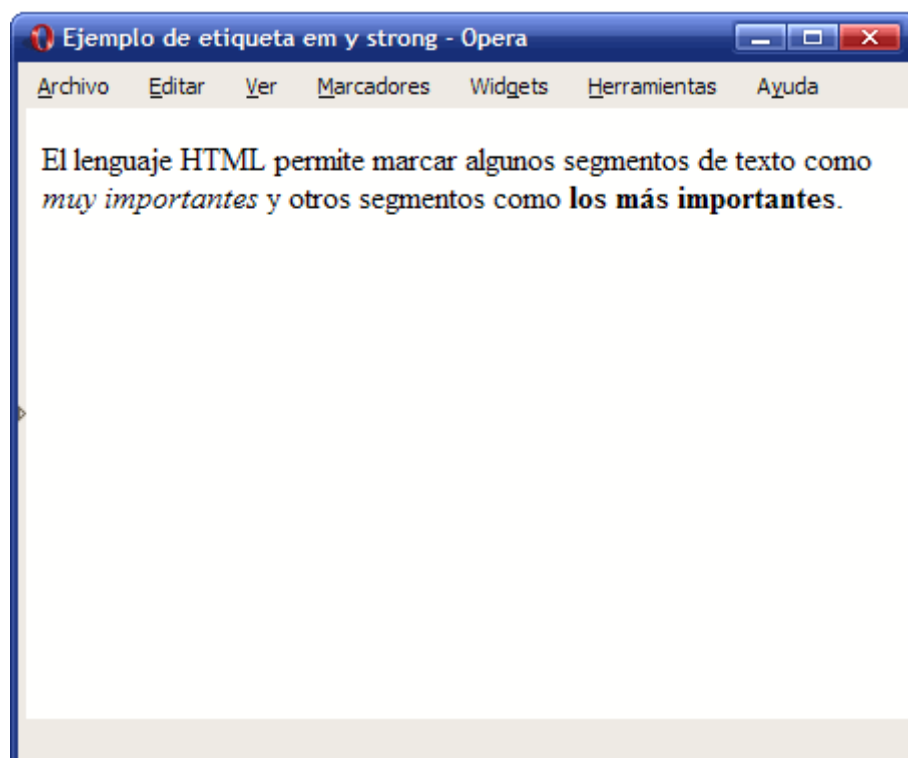 Ejemplo de etiqueta em y strong - Opera
Archivo Editar Ver Marcadores Widgets Herramientas Ayuda
El lenguaje HTML permite marcar algunos segmentos de texto como
muy importantes y otros segmentos como los más importantes.